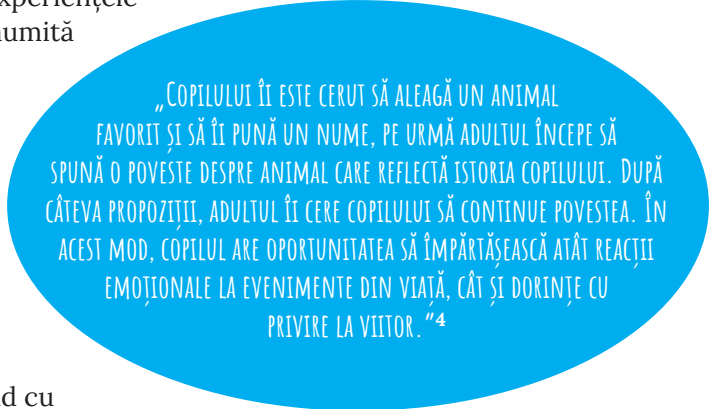 experiențele
numită
„Copilului îi este cerut să aleagă un animal
favorit și să îi pună un nume, pe urmă adultul începe să
spună o poveste despre animal care reflectă istoria copilului. După
câteva propoziții, adultul îi cere copilului să continue povestea. În
acest mod, copilul are oportunitatea să împărtășească atât reacții
emoționale la evenimente din viață, cât și dorințe cu
privire la viitor.”⁴
d cu